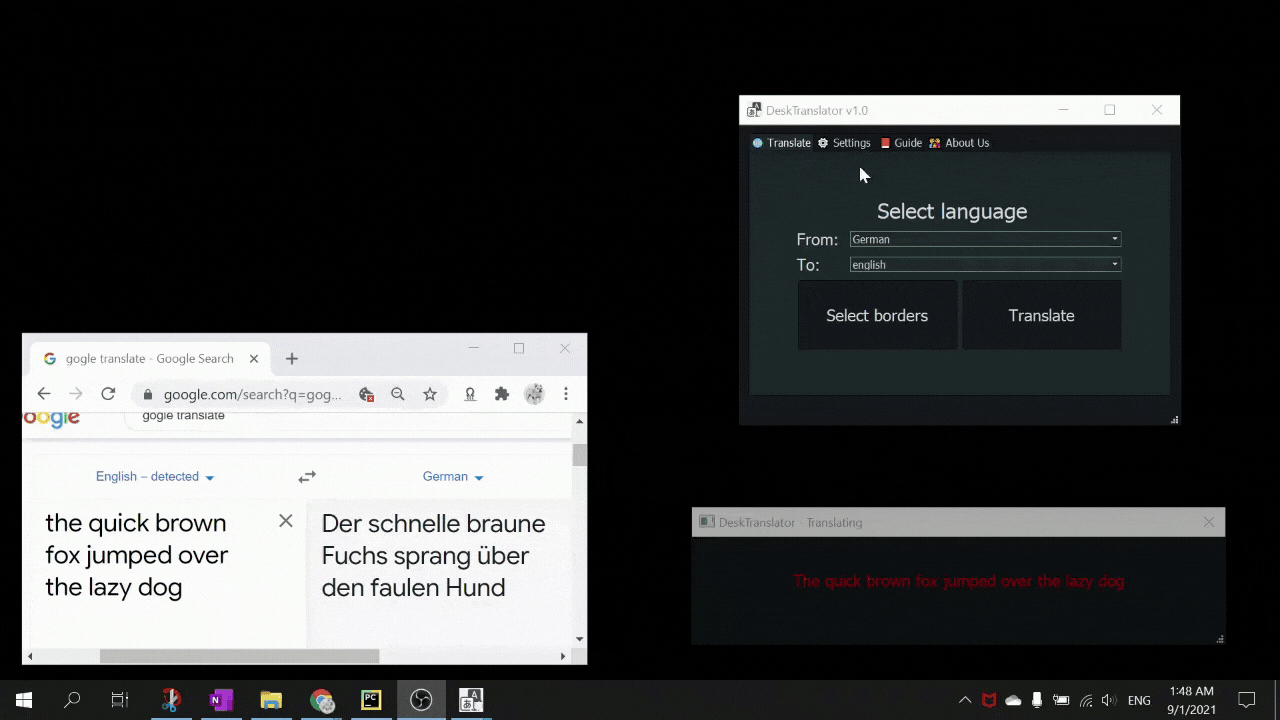 DeskTranslator v1.0
Translate Settings Guide About Us
Select language
From: German
To: english
Select borders Translate
gogle translate - Google Search
google.com/search?q=gog...
oogle gogle translate
English – detected German
the quick brown
fox jumped over
the lazy dog
Der schnelle braune
Fuchs sprang über
den faulen Hund
DeskTranslator - Translating
The quick brown fox jumped over the lazy dog
ENG
1:48 AM
9/1/2021